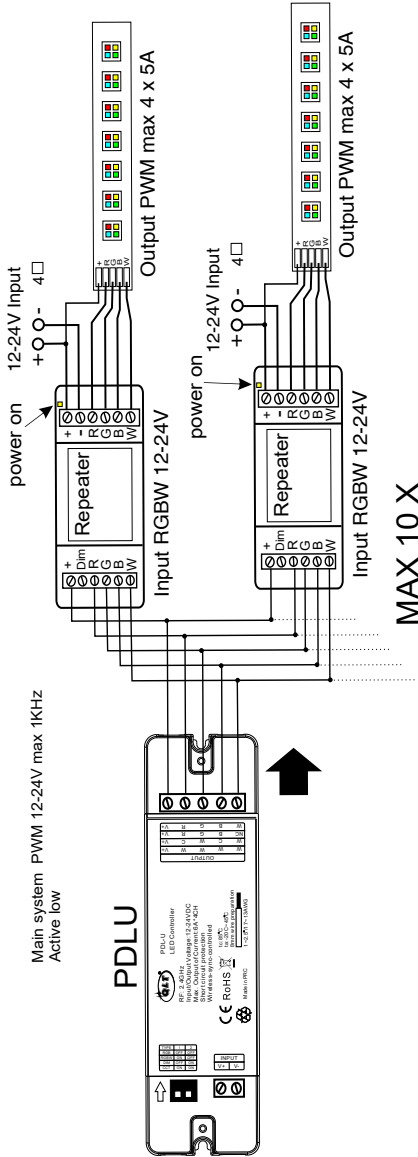 Main system PWM 12-24V max 1KHz
Active low
PDLU
PDL-U
LED Controller
RF: 2.4GHz
Input/Output Voltage:12-24VDC
Max. Output of Current:6A*4CH
Short circuit protection
Wireless-sync-controlled
QLT
CE RoHS
Made in PRC
INPUT
V+ V-
OUTPUT
V+ R G B W
power on
12-24V Input
+ - 4
Repeater
+ Dim R G B W
+ - R G B W
Input RGBW 12-24V
+ R G B W
Output PWM max 4 x 5A
power on
12-24V Input
+ - 4
Repeater
+ Dim R G B W
+ - R G B W
Input RGBW 12-24V
+ R G B W
Output PWM max 4 x 5A
MAX 10 X